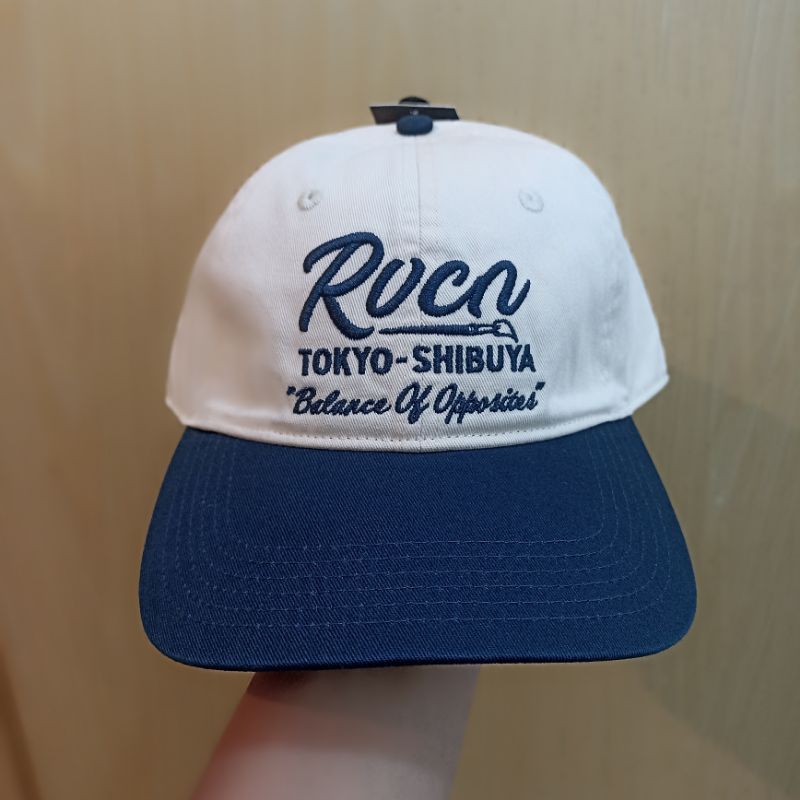 Rvcn
TOKYO-SHIBUYA
"Balance Of Opposites"